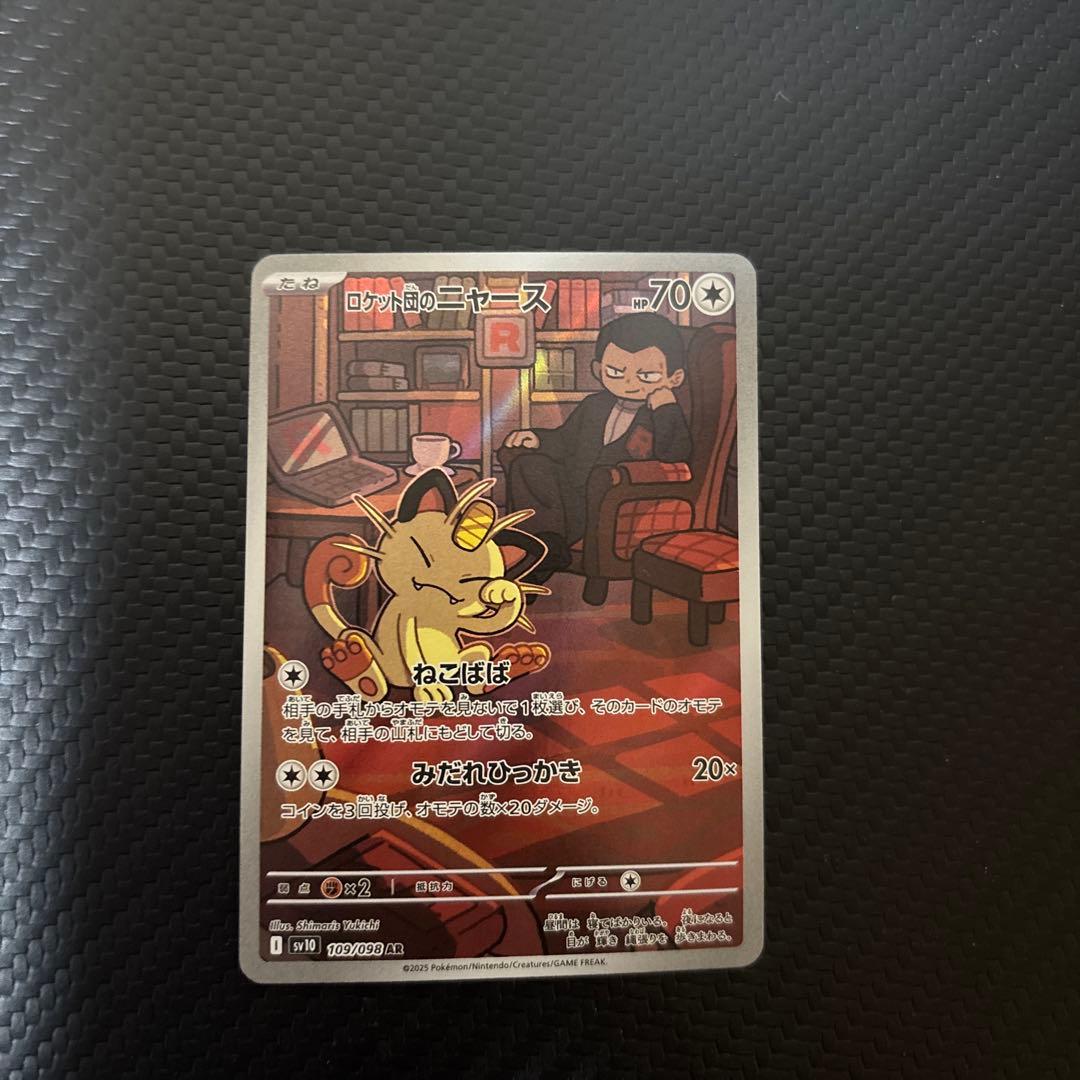 たね ロケット団のニャース HP70
R
ねこばば
相手の手札からオモテを見ないで1枚選び、そのカードのオモテ
を見て、相手の山札にもどして切る。
みだれひっかき 20×
コインを3回投げ、オモテの数×20ダメージ。
弱点 ×2 抵抗力 にげる
Illus. Shimaris Yukichi
昼間は 寝てばかりいる。夜になると
目が 輝き 縄張りを 歩きまわる。
I sv10 109/098 AR
©2025 Pokémon/Nintendo/Creatures/GAME FREAK.